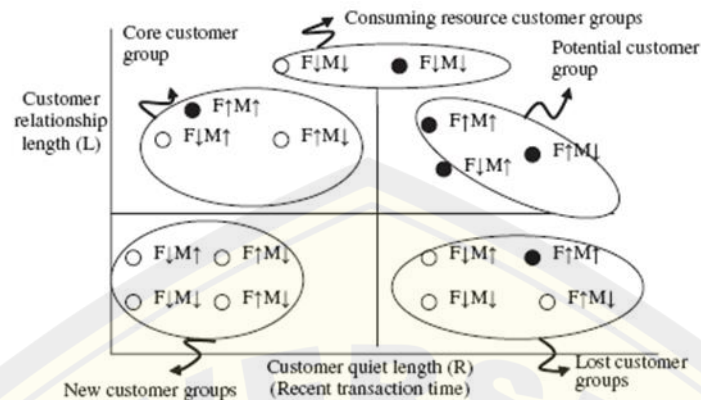 Consuming resource customer groups
Core customer
group
Potential customer
group
F↓M↓ F↓M↓
Customer
relationship
length (L)
F↑M↑
F↓M↑ F↑M↓
F↑M↑
F↑M↓
F↓M↑
F↓M↑ F↑M↓
F↓M↓ F↑M↓
F↓M↑ F↑M↑
F↓M↓ F↑M↓
Customer quiet length (R)
(Recent transaction time)
New customer groups
Lost customer
groups